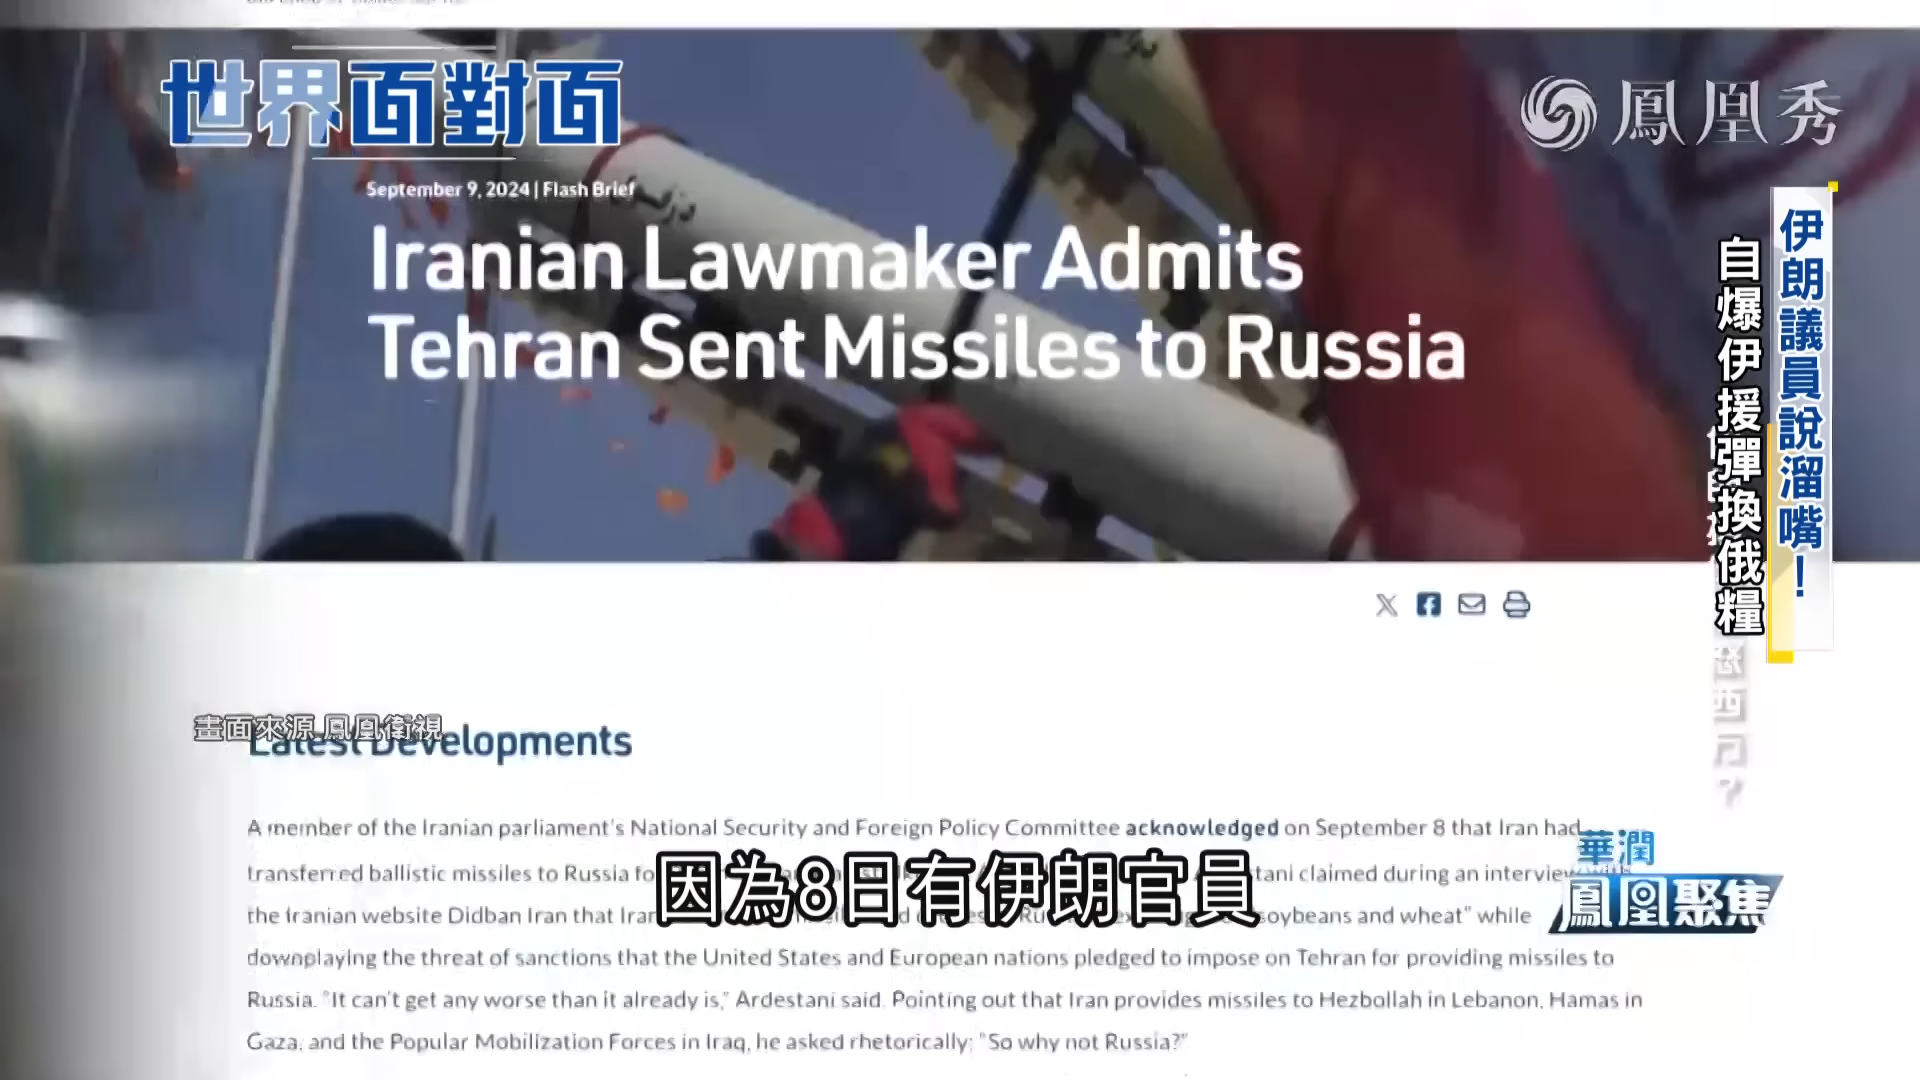 世界面對面
鳳凰秀
September 9, 2024 | Flash Brief
Iranian Lawmaker Admits
Tehran Sent Missiles to Russia
伊朗議員說溜嘴！
自爆伊援彈換俄糧
畫面來源 鳳凰衛視
Latest Developments
A member of the Iranian parliament's National Security and Foreign Policy Committee acknowledged on September 8 that Iran had
transferred ballistic missiles to Russia
claimed during an interview
the Iranian website Didban Iran that
soybeans and wheat" while
downplaying the threat of sanctions that the United States and European nations pledged to impose on Tehran for providing missiles to
Russia. "It can't get any worse than it already is," Ardestani said. Pointing out that Iran provides missiles to Hezbollah in Lebanon, Hamas in
Gaza, and the Popular Mobilization Forces in Iraq, he asked rhetorically: "So why not Russia?"
因為8日有伊朗官員
華潤
鳳凰聚焦